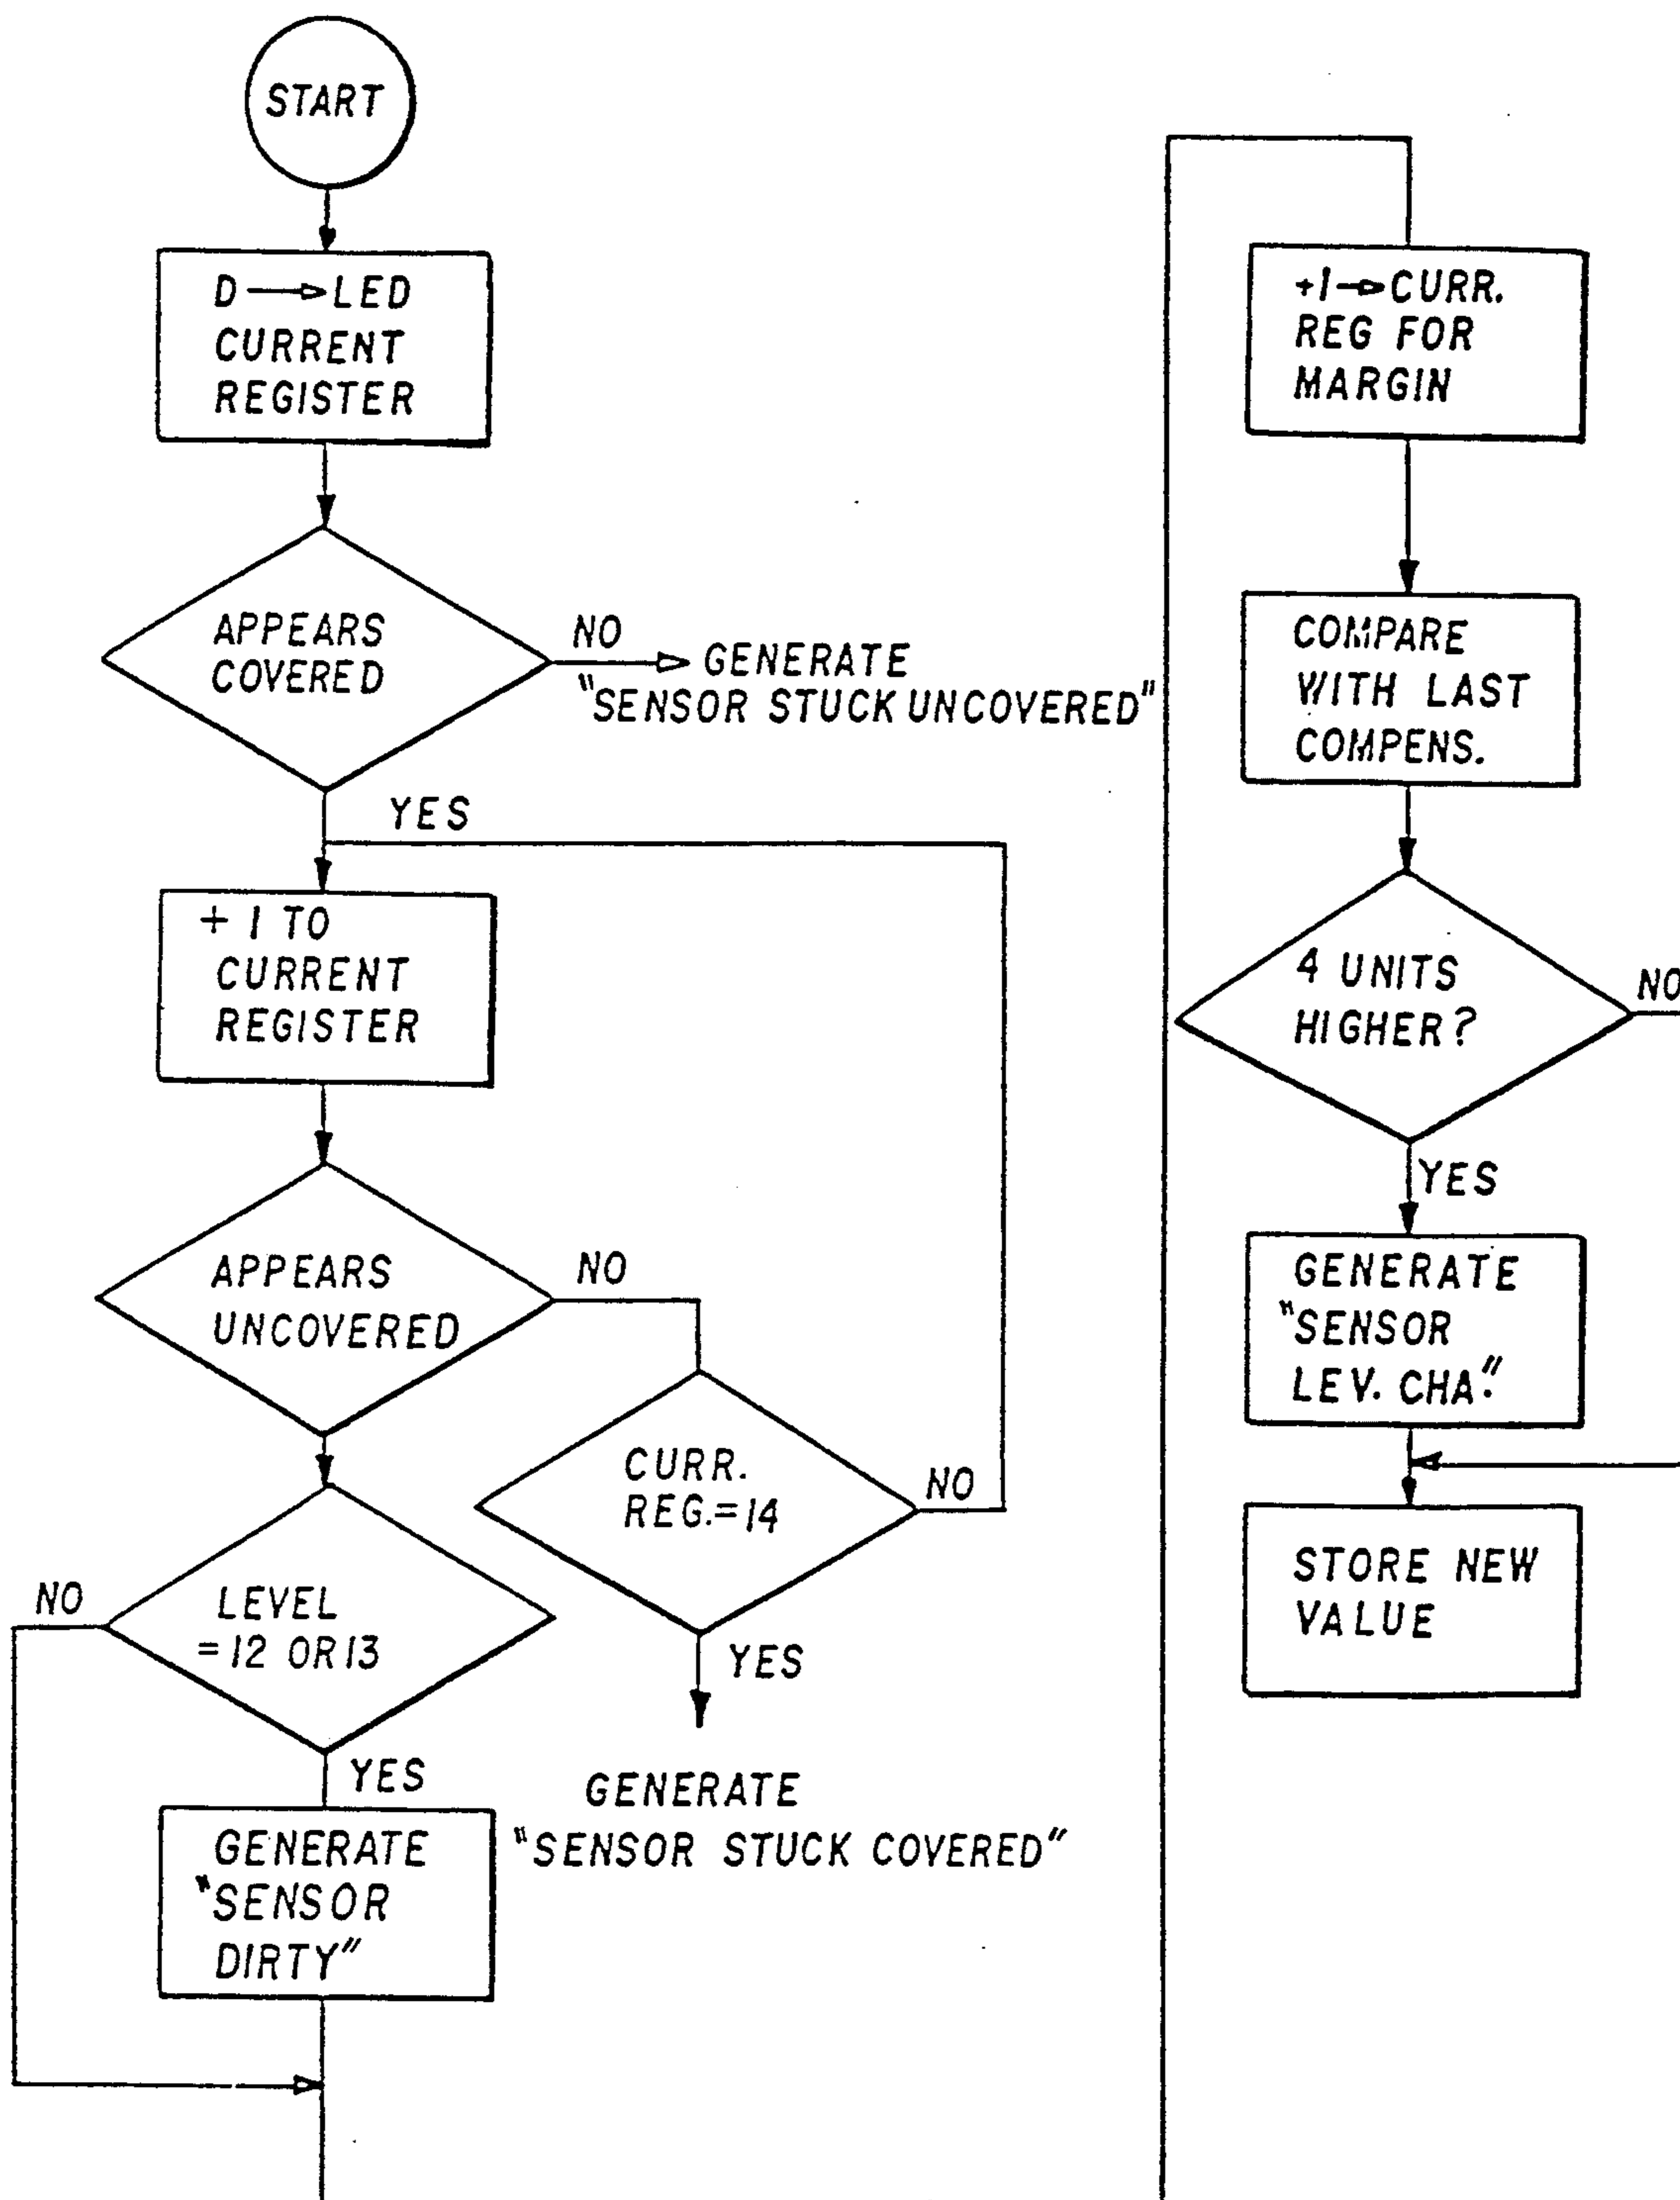 START
D → LED
CURRENT
REGISTER
APPEARS
COVERED
NO
GENERATE
"SENSOR STUCK UNCOVERED"
YES
+ 1 TO
CURRENT
REGISTER
APPEARS
UNCOVERED
NO
CURR.
REG.=14
NO
YES
GENERATE
"SENSOR STUCK COVERED"
LEVEL
=12 OR 13
NO
YES
GENERATE
"SENSOR
DIRTY"
+1→CURR.
REG FOR
MARGIN
COMPARE
WITH LAST
COMPENS.
4 UNITS
HIGHER?
NO
YES
GENERATE
"SENSOR
LEV. CHA."
STORE NEW
VALUE